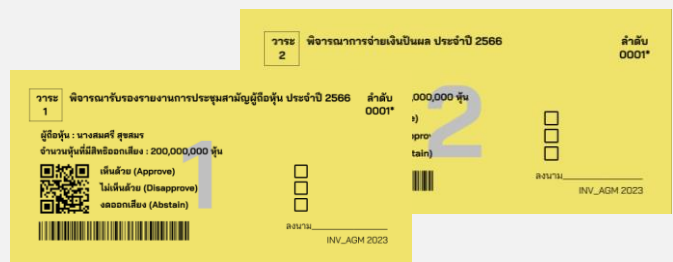 วาระ พิจารณาการจ่ายเงินปันผล ประจำปี 2566 ลำดับ
2 0001*
,000,000 หุ้น
2
tain)
ลงนาม
INV_AGM 2023
วาระ พิจารณารับรองรายงานการประชุมสามัญผู้ถือหุ้น ประจำปี 2566 ลำดับ
1 0001*
ผู้ถือหุ้น : นางสมศรี สุขสมร
จำนวนหุ้นที่มีสิทธิออกเสียง : 200,000,000 หุ้น
1
เห็นด้วย (Approve)
ไม่เห็นด้วย (Disapprove)
งดออกเสียง (Abstain)
ลงนาม
INV_AGM 2023